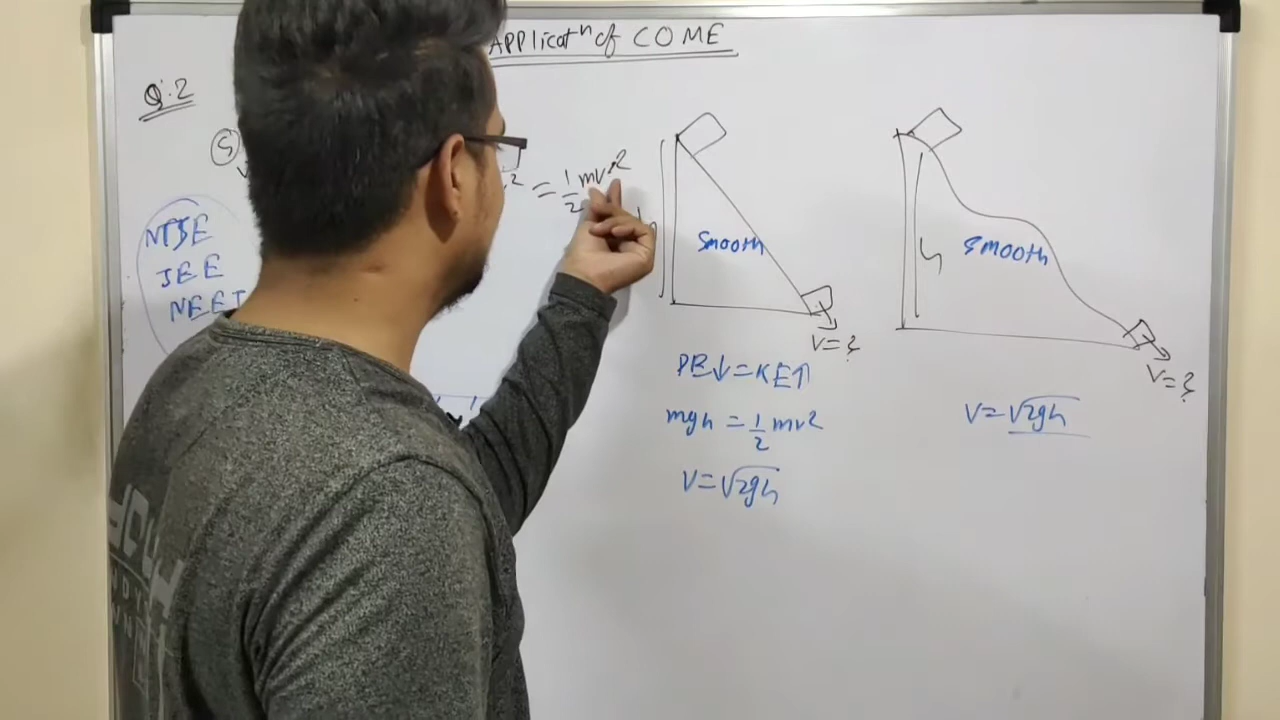 APPLICATⁿ of COME
Q.2
S
= 1/2 mv²
NTSE
JEE
NEET
Smooth
h
V=?
PE↓=KE↑
mgh = 1/2 mv²
V=√2gh
Smooth
h
V=?
V=√2gh